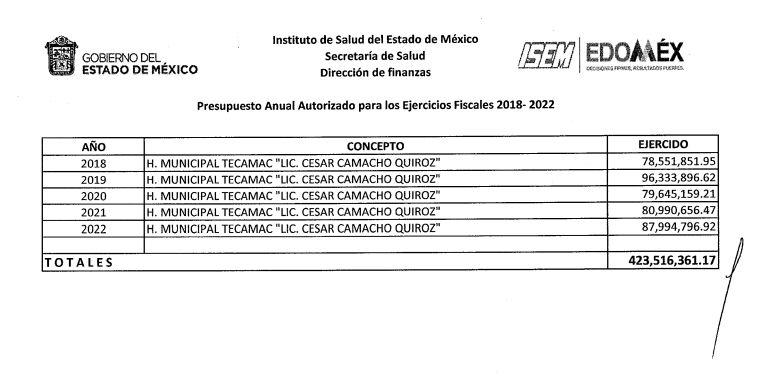 GOBIERNO DEL
ESTADO DE MÉXICO
Instituto de Salud del Estado de México
Secretaría de Salud
Dirección de finanzas
ISEM
EDOMÉX
DECISIONES FIRMES, RESULTADOS FUERTES.
Presupuesto Anual Autorizado para los Ejercicios Fiscales 2018- 2022
AÑO CONCEPTO EJERCIDO
2018 H. MUNICIPAL TECAMAC "LIC. CESAR CAMACHO QUIROZ" 78,551,851.95
2019 H. MUNICIPAL TECAMAC "LIC. CESAR CAMACHO QUIROZ" 96,333,896.62
2020 H. MUNICIPAL TECAMAC "LIC. CESAR CAMACHO QUIROZ" 79,645,159.21
2021 H. MUNICIPAL TECAMAC "LIC. CESAR CAMACHO QUIROZ" 80,990,656.47
2022 H. MUNICIPAL TECAMAC "LIC. CESAR CAMACHO QUIROZ" 87,994,796.92
TOTALES 423,516,361.17